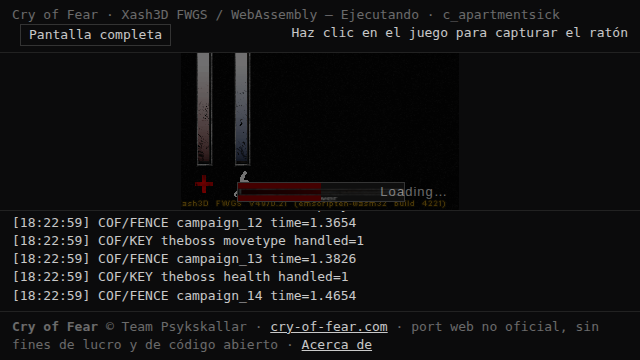 Cry of Fear · Xash3D FWGS / WebAssembly — Ejecutando · c_apartmentsick
Pantalla completa
Haz clic en el juego para capturar el ratón
Loading...
[18:22:59] COF/FENCE campaign_12 time=1.3654
[18:22:59] COF/KEY theboss movetype handled=1
[18:22:59] COF/FENCE campaign_13 time=1.3826
[18:22:59] COF/KEY theboss health handled=1
[18:22:59] COF/FENCE campaign_14 time=1.4654
Cry of Fear © Team Psykskallar · cry-of-fear.com · port web no oficial, sin
fines de lucro y de código abierto · Acerca de